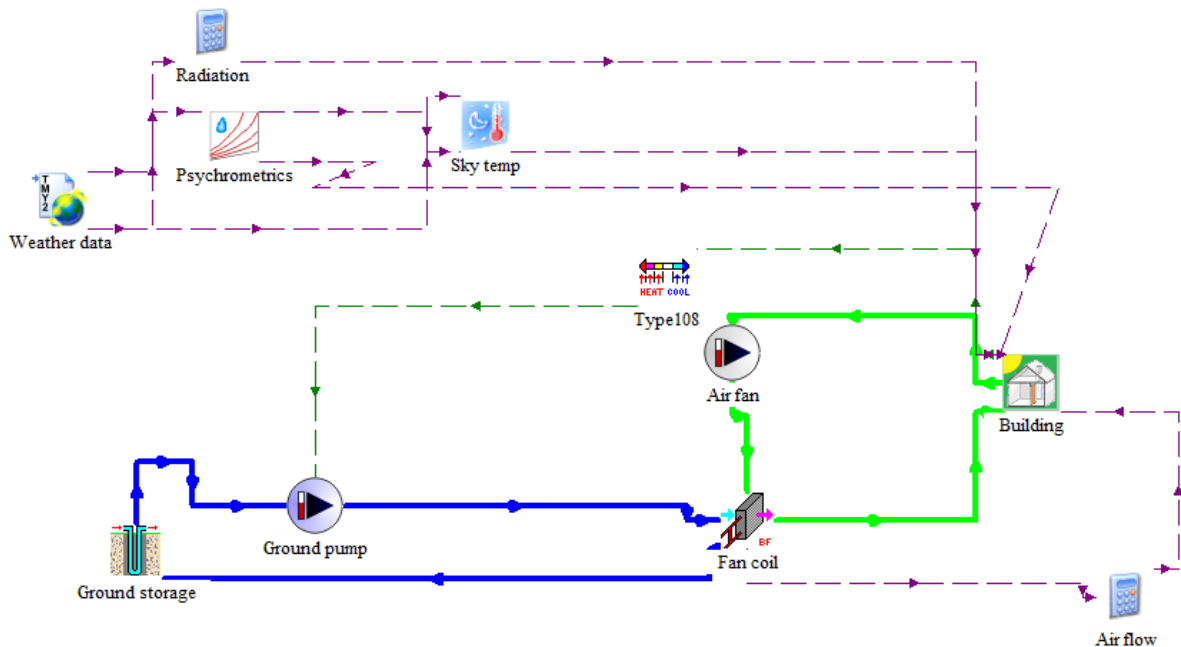 Radiation
Psychrometrics
Sky temp
TMY2
Weather data
HEAT COOL
Type108
Air fan
Building
Ground pump
BF
Fan coil
Ground storage
Air flow